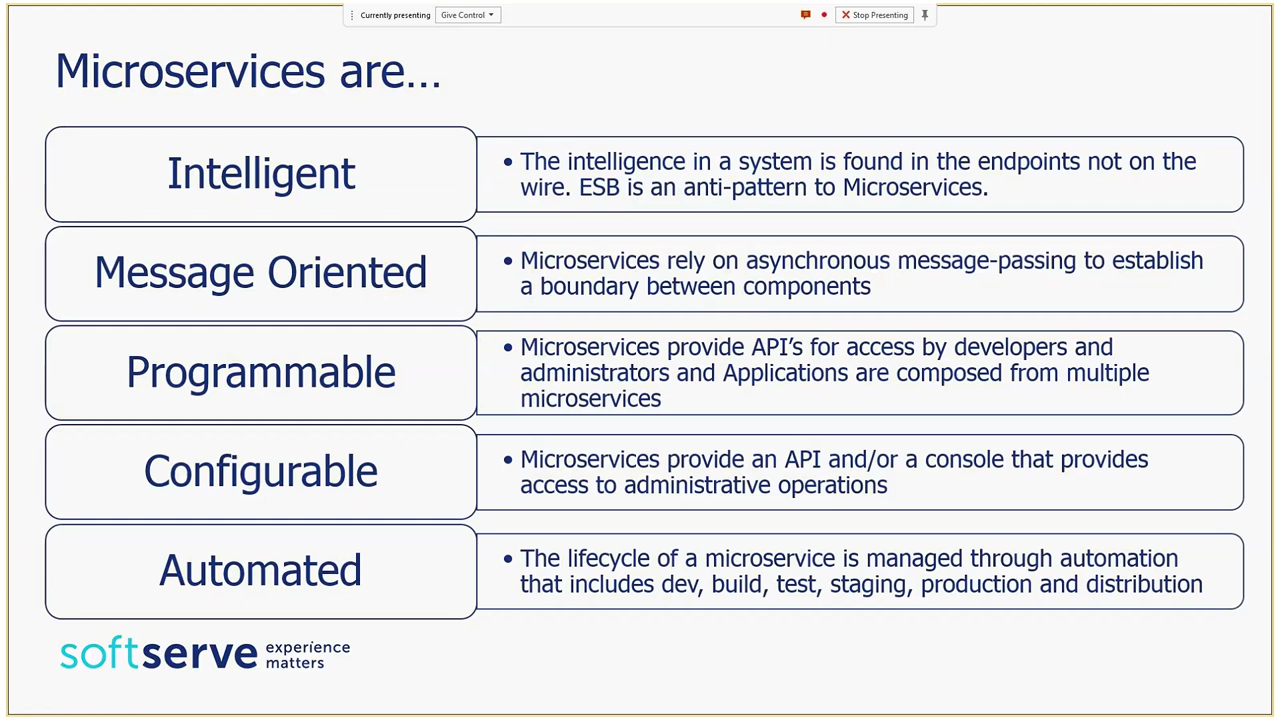 Currently presenting Give Control Stop Presenting
Microservices are...
Intelligent
• The intelligence in a system is found in the endpoints not on the
wire. ESB is an anti-pattern to Microservices.
Message Oriented
• Microservices rely on asynchronous message-passing to establish
a boundary between components
Programmable
• Microservices provide API’s for access by developers and
administrators and Applications are composed from multiple
microservices
Configurable
• Microservices provide an API and/or a console that provides
access to administrative operations
Automated
• The lifecycle of a microservice is managed through automation
that includes dev, build, test, staging, production and distribution
softserve experience
matters